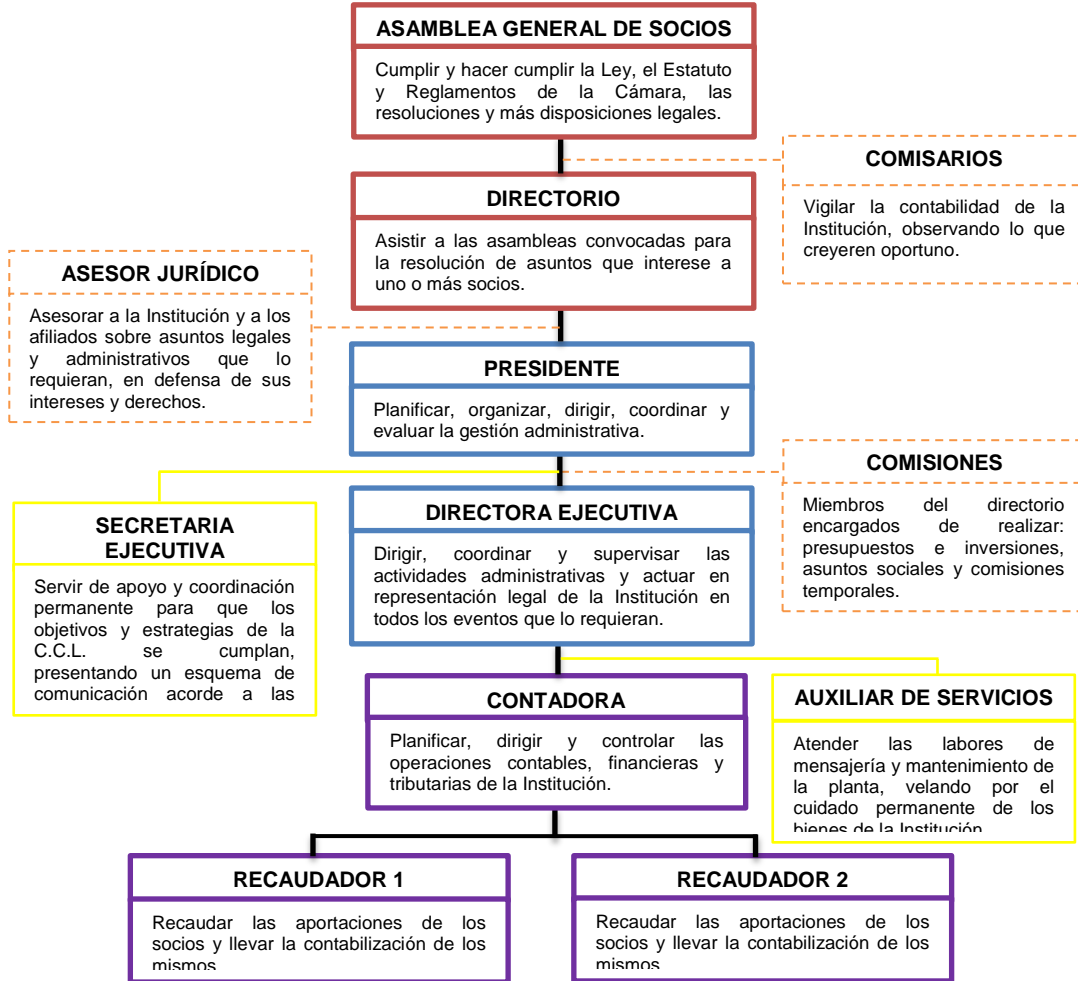 ASAMBLEA GENERAL DE SOCIOS
Cumplir y hacer cumplir la Ley, el Estatuto
y Reglamentos de la Cámara, las
resoluciones y más disposiciones legales.
COMISARIOS
Vigilar la contabilidad de la
Institución, observando lo que
creyeren oportuno.
DIRECTORIO
Asistir a las asambleas convocadas para
la resolución de asuntos que interese a
uno o más socios.
ASESOR JURÍDICO
Asesorar a la Institución y a los
afiliados sobre asuntos legales
y administrativos que lo
requieran, en defensa de sus
intereses y derechos.
PRESIDENTE
Planificar, organizar, dirigir, coordinar y
evaluar la gestión administrativa.
COMISIONES
Miembros del directorio
encargados de realizar:
presupuestos e inversiones,
asuntos sociales y comisiones
temporales.
SECRETARIA
EJECUTIVA
Servir de apoyo y coordinación
permanente para que los
objetivos y estrategias de la
C.C.L. se cumplan,
presentando un esquema de
comunicación acorde a las
DIRECTORA EJECUTIVA
Dirigir, coordinar y supervisar las
actividades administrativas y actuar en
representación legal de la Institución en
todos los eventos que lo requieran.
CONTADORA
Planificar, dirigir y controlar las
operaciones contables, financieras y
tributarias de la Institución.
AUXILIAR DE SERVICIOS
Atender las labores de
mensajería y mantenimiento de
la planta, velando por el
cuidado permanente de los
bienes de la Institución
RECAUDADOR 1
Recaudar las aportaciones de los
socios y llevar la contabilización de los
mismos
RECAUDADOR 2
Recaudar las aportaciones de los
socios y llevar la contabilización de los
mismos